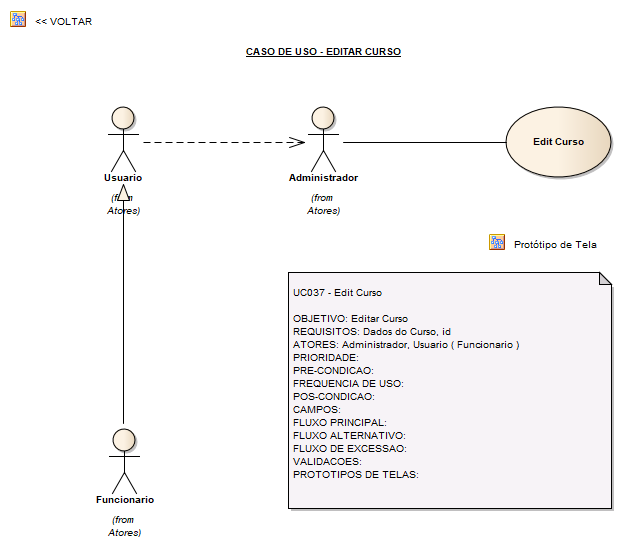 << VOLTAR
CASO DE USO - EDITAR CURSO
Usuario
(from
Atores)
Administrador
(from
Atores)
Edit Curso
Protótipo de Tela
UC037 - Edit Curso
OBJETIVO: Editar Curso
REQUISITOS: Dados do Curso, id
ATORES: Administrador, Usuario ( Funcionario )
PRIORIDADE:
PRE-CONDICAO:
FREQUENCIA DE USO:
POS-CONDICAO:
CAMPOS:
FLUXO PRINCIPAL:
FLUXO ALTERNATIVO:
FLUXO DE EXCESSAO:
VALIDACOES:
PROTOTIPOS DE TELAS:
Funcionario
(from
Atores)